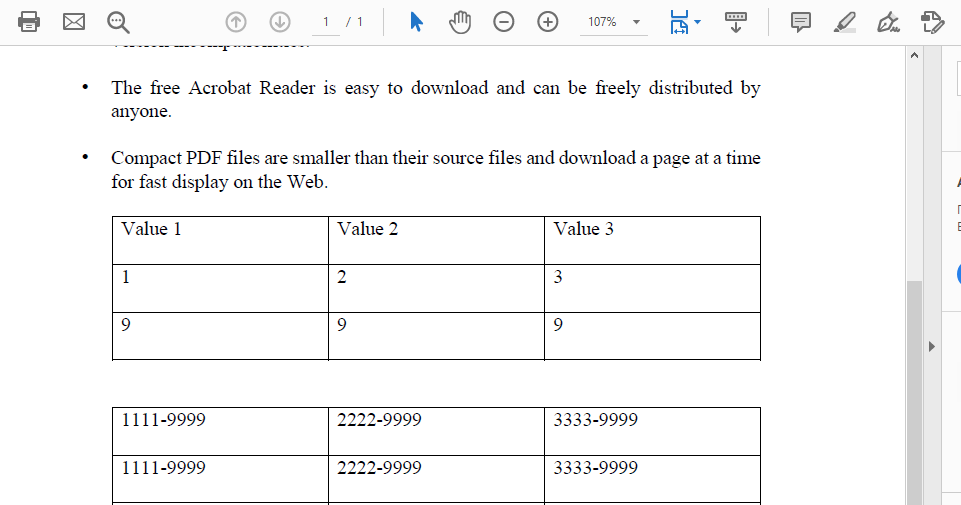 1 / 1
107%
The free Acrobat Reader is easy to download and can be freely distributed by
anyone.
Compact PDF files are smaller than their source files and download a page at a time
for fast display on the Web.
Value 1 Value 2 Value 3
1 2 3
9 9 9
1111-9999 2222-9999 3333-9999
1111-9999 2222-9999 3333-9999